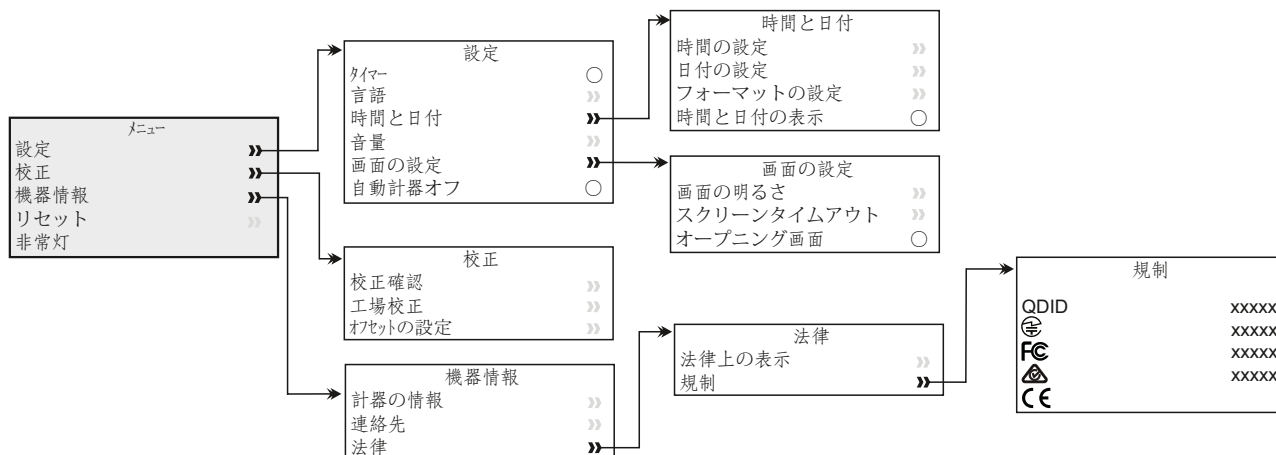 メニュー
設定
校正
機器情報
リセット
非常灯
設定
タイマー
言語
時間と日付
音量
画面の設定
自動計器オフ
時間と日付
時間の設定
日付の設定
フォーマットの設定
時間と日付の表示
画面の設定
画面の明るさ
スクリーンタイムアウト
オープニング画面
校正
校正確認
工場校正
オフセットの設定
機器情報
計器の情報
連絡先
法律
法律
法律上の表示
規制
規制
QDID xxxxx
xxxxx
FC xxxxx
xxxxx
CE